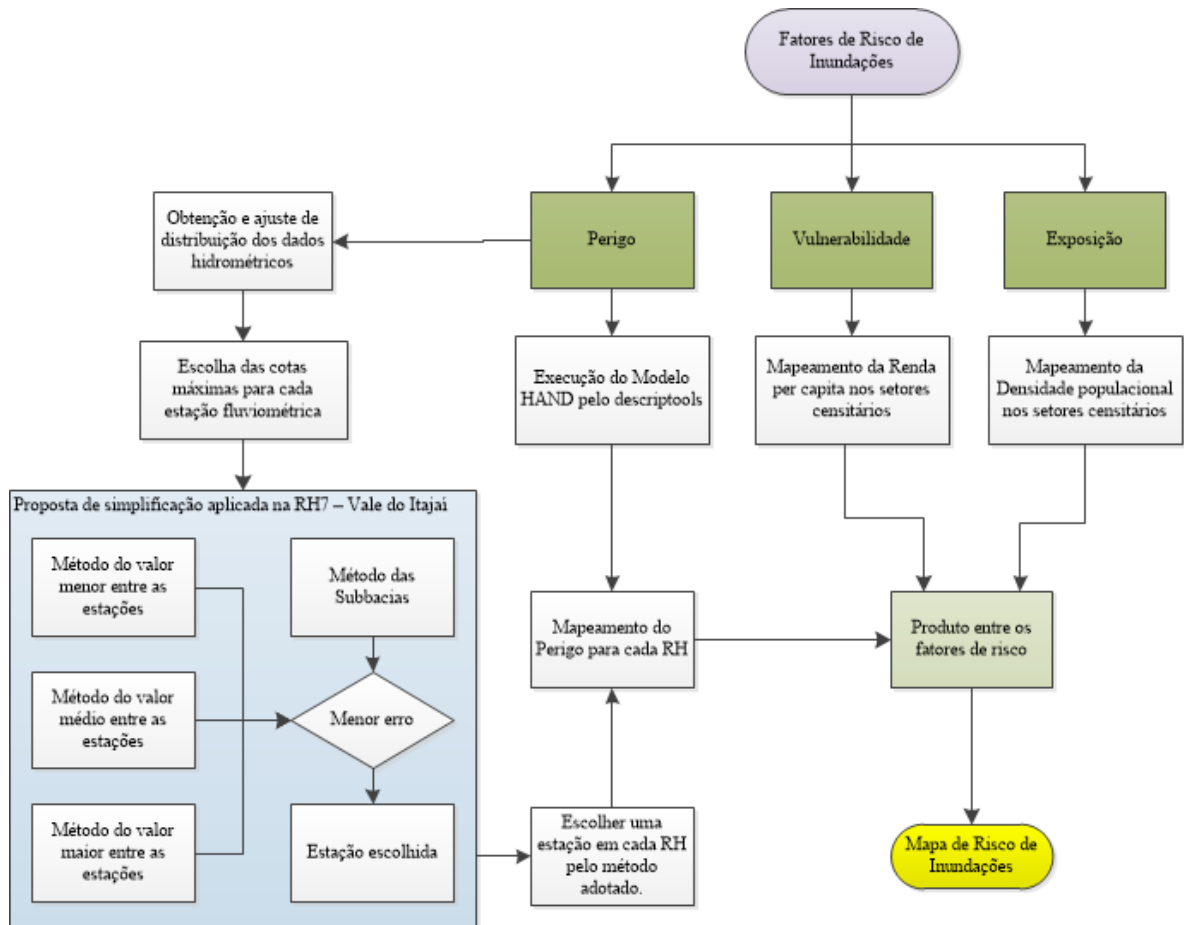 Fatores de Risco de
Inundações
Obtenção e ajuste de
distribuição dos dados
hidrométricos
Perigo
Vulnerabilidade
Exposição
Escolha das cotas
máximas para cada
estação fluviométrica
Execução do Modelo
HAND pelo descriptools
Mapeamento da Renda
per capita nos setores
censitários
Mapeamento da
Densidade populacional
nos setores censitários
Proposta de simplificação aplicada na RH7 – Vale do Itajaí
Método do valor
menor entre as
estações
Método das
Subbacias
Método do valor
médio entre as
estações
Menor erro
Método do valor
maior entre as
estações
Estação escolhida
Mapeamento do
Perigo para cada RH
Produto entre os
fatores de risco
Escolher uma
estação em cada RH
pelo método
adotado.
Mapa de Risco de
Inundações